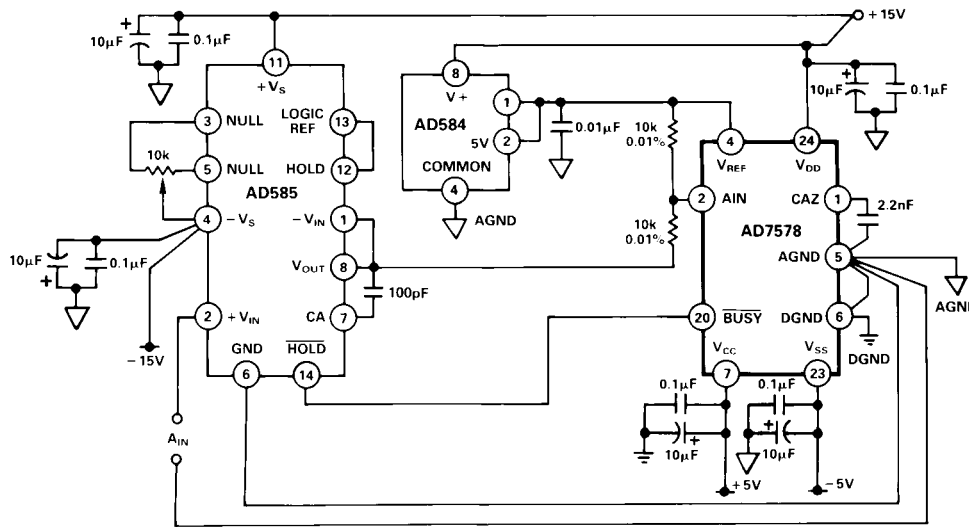 +15V
+
10μF
0.1μF
11
+VS
3 NULL
LOGIC REF 13
10k
5 NULL
HOLD 12
AD585
4 −VS
−VIN 1
10μF
+
0.1μF
VOUT 8
100pF
2 +VIN
CA 7
−15V
GND
HOLD
6
14
AIN
8
V+
1
AD584
5V 2
COMMON
4
AGND
0.01μF
10k
0.01%
10k
0.01%
+
10μF
0.1μF
4
VREF
24
VDD
2 AIN
CAZ 1
2.2nF
AD7578
AGND 5
AGN
20 BUSY
DGND 6
DGND
VCC
7
VSS
23
0.1μF
+
10μF
0.1μF
+
10μF
+5V
−5V